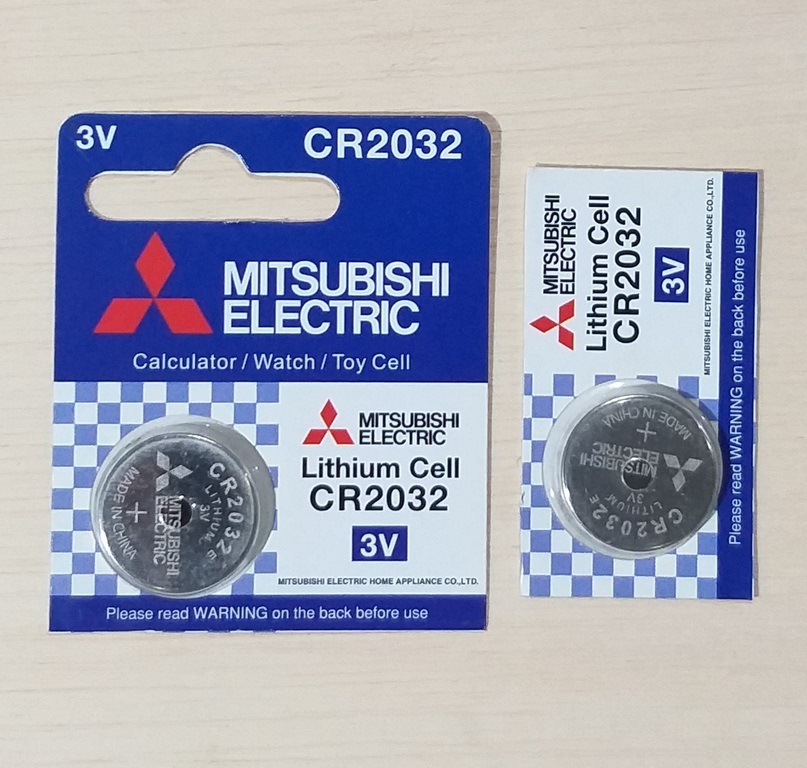 3V
CR2032
MITSUBISHI
ELECTRIC
Calculator / Watch / Toy Cell
MITSUBISHI
ELECTRIC
Lithium Cell
CR2032
3V
MITSUBISHI ELECTRIC HOME APPLIANCE CO.,LTD.
Please read WARNING on the back before use
CR2032
LITHIUM E
3V
MITSUBISHI
ELECTRIC
+
MADE IN CHINA
MITSUBISHI
ELECTRIC
Lithium Cell
CR2032
3V
MITSUBISHI ELECTRIC HOME APPLIANCE CO.,LTD.
Please read WARNING on the back before use
MADE IN CHINA
+
MITSUBISHI
ELECTRIC
3V
LITHIUM E
CR2032